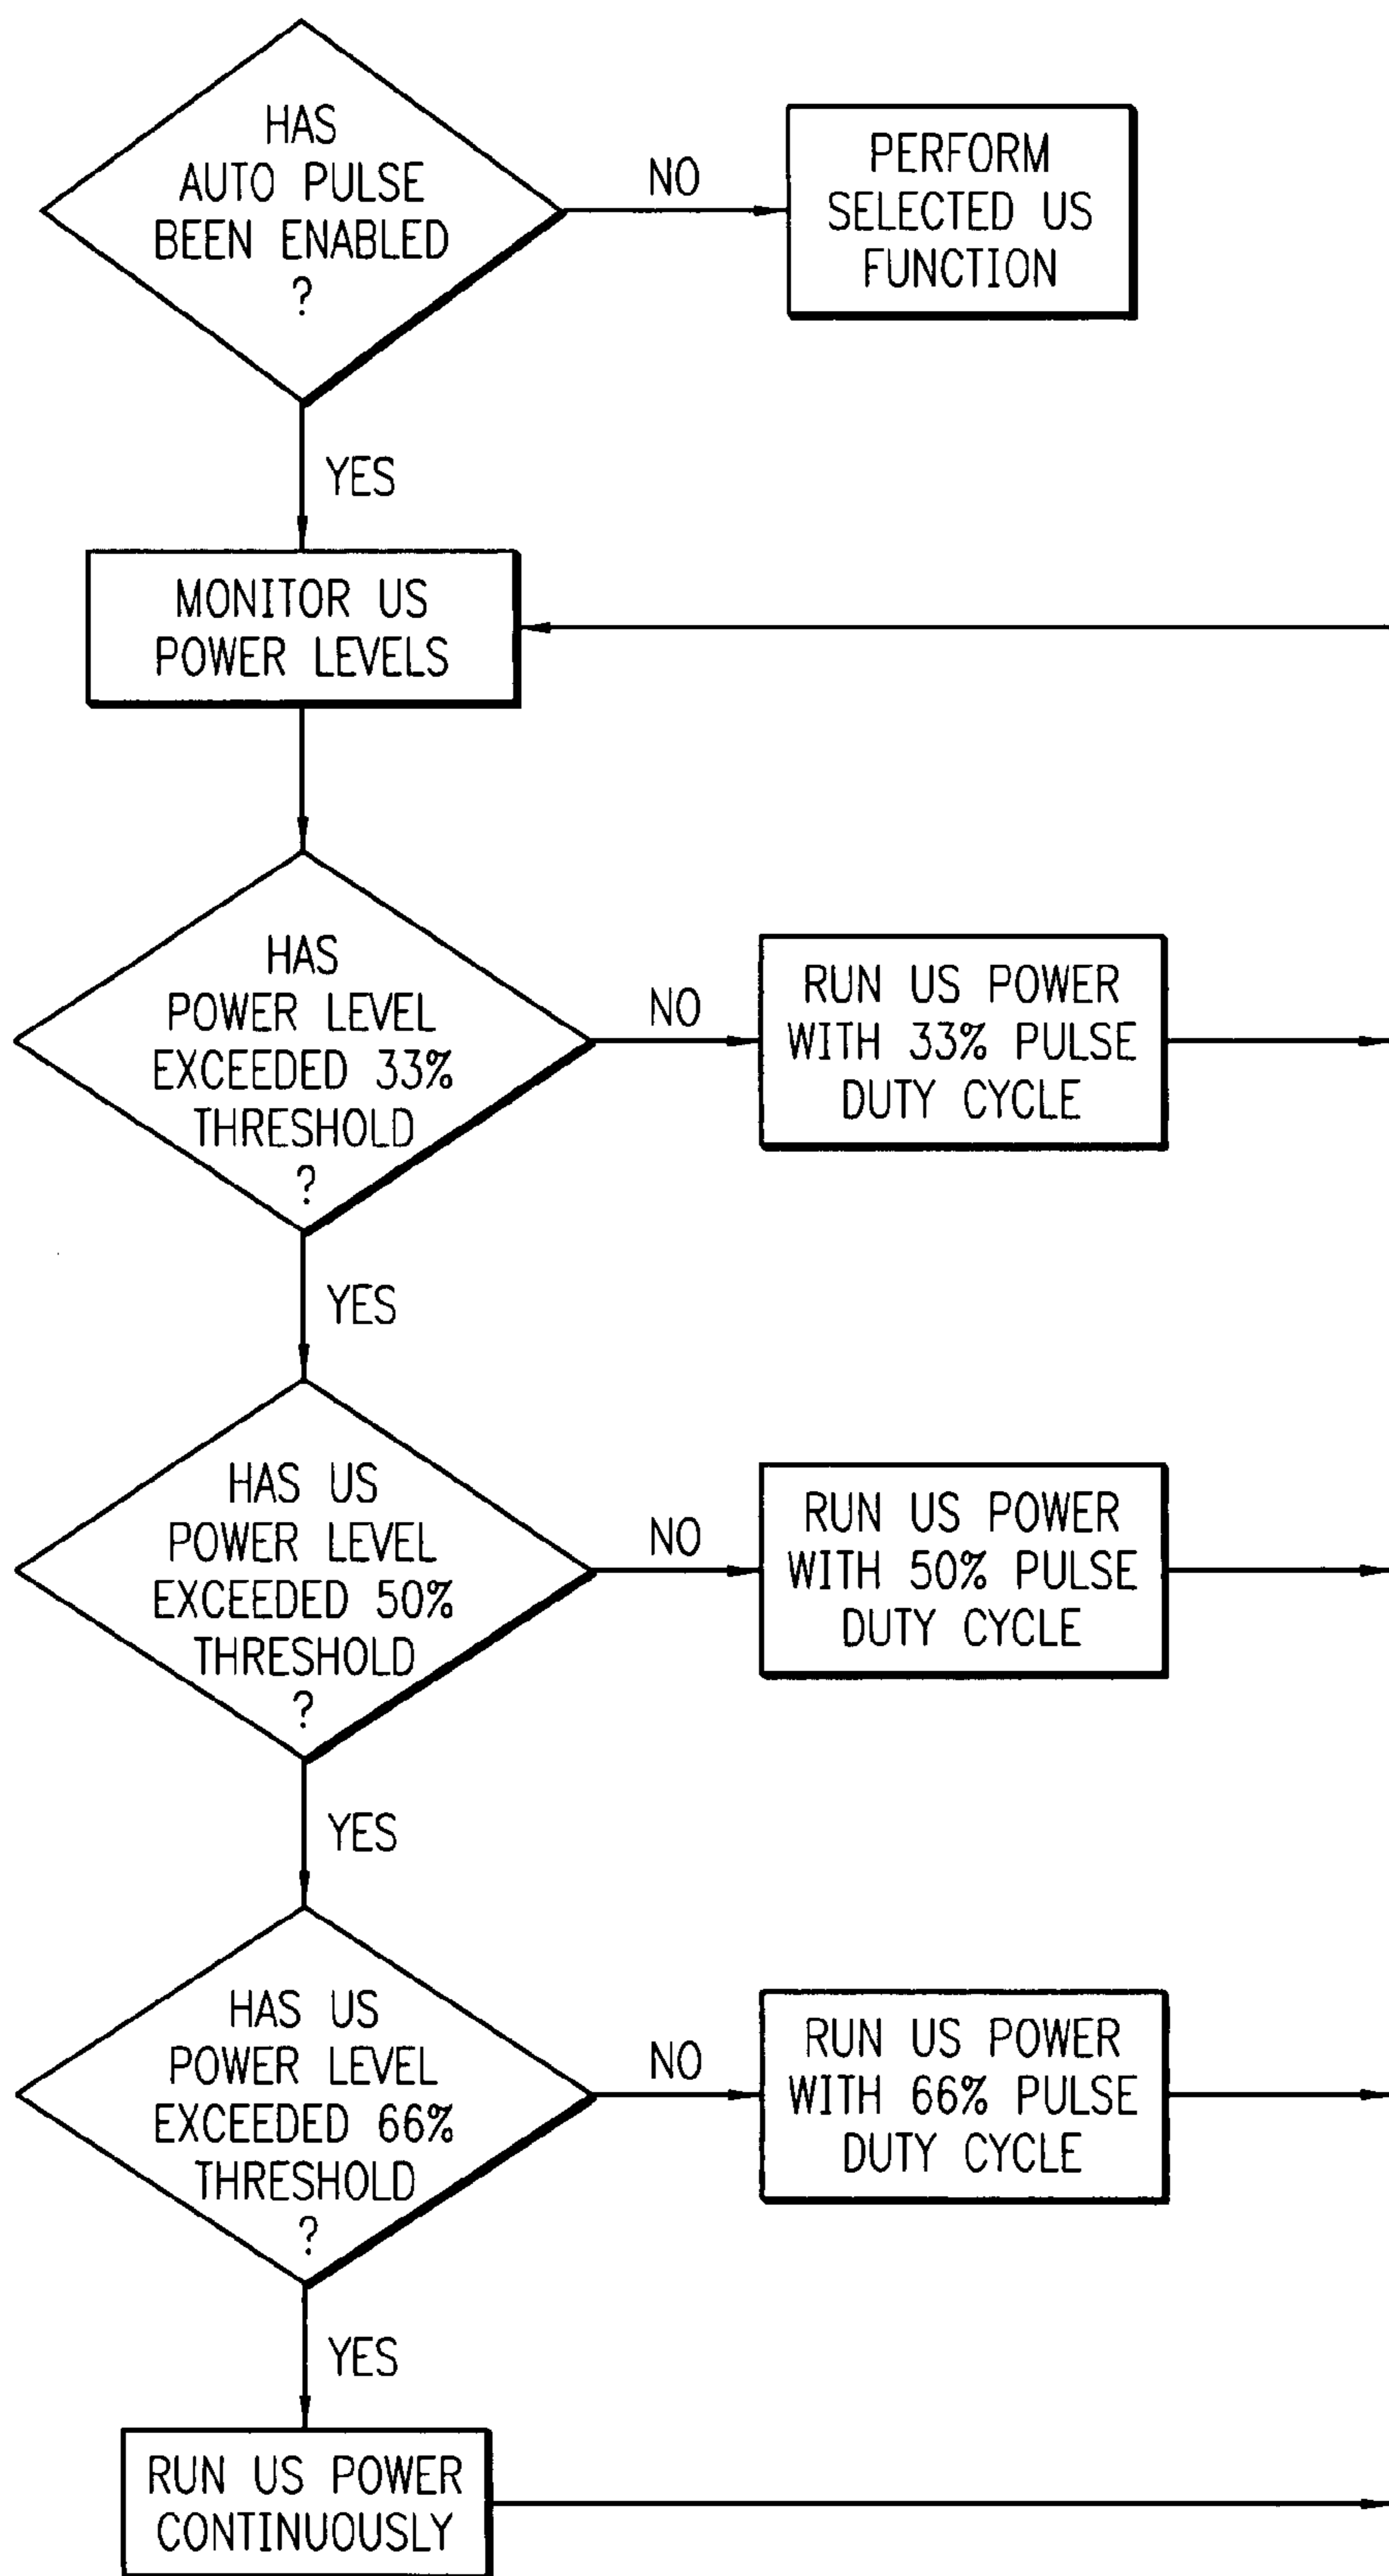 HAS
AUTO PULSE
BEEN ENABLED
?
NO
PERFORM
SELECTED US
FUNCTION
YES
MONITOR US
POWER LEVELS
HAS
POWER LEVEL
EXCEEDED 33%
THRESHOLD
?
NO
RUN US POWER
WITH 33% PULSE
DUTY CYCLE
YES
HAS US
POWER LEVEL
EXCEEDED 50%
THRESHOLD
?
NO
RUN US POWER
WITH 50% PULSE
DUTY CYCLE
YES
HAS US
POWER LEVEL
EXCEEDED 66%
THRESHOLD
?
NO
RUN US POWER
WITH 66% PULSE
DUTY CYCLE
YES
RUN US POWER
CONTINUOUSLY